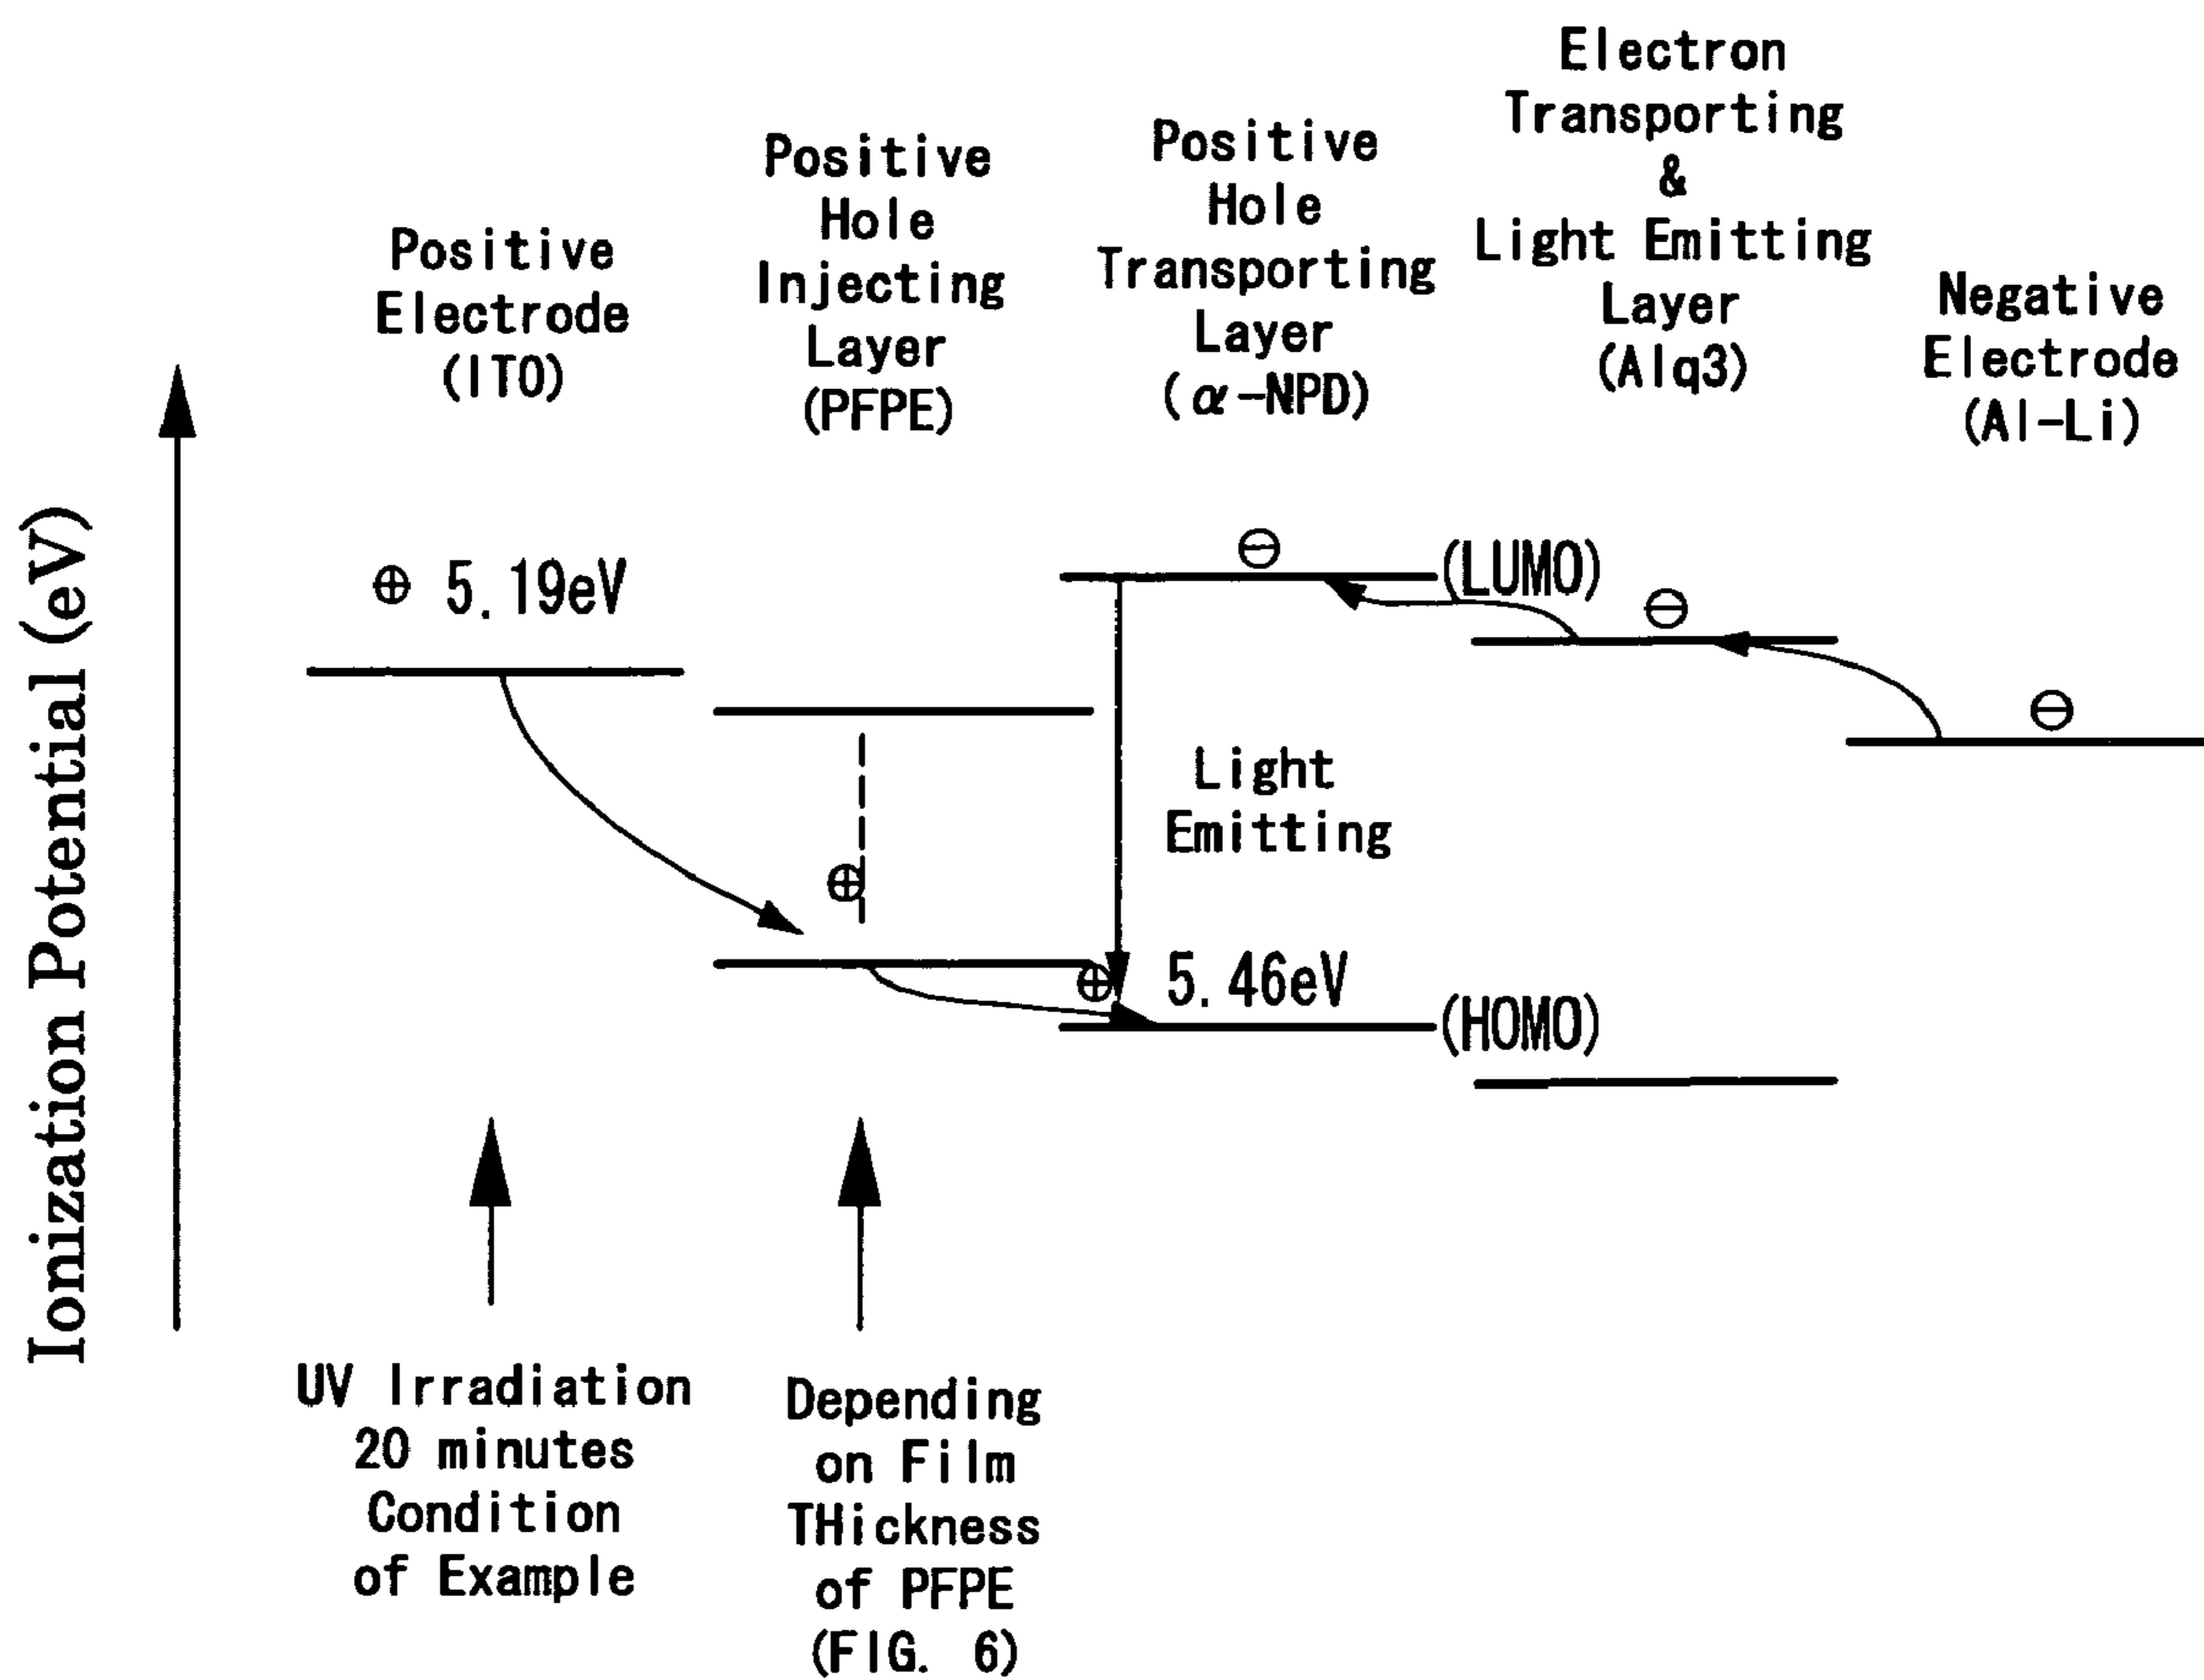 Ionization Potential (eV)
Positive
Electrode
(ITO)
Positive
Hole
Injecting
Layer
(PFPE)
Positive
Hole
Transporting
Layer
(α-NPD)
Electron
Transporting
&
Light Emitting
Layer
(Alq3)
Negative
Electrode
(Al-Li)
⊕ 5.19eV
⊖
(LUMO)
⊖
⊖
Light
Emitting
⊕
⊕ 5.46eV
(HOMO)
UV Irradiation
20 minutes
Condition
of Example
Depending
on Film
THickness
of PFPE
(FIG. 6)